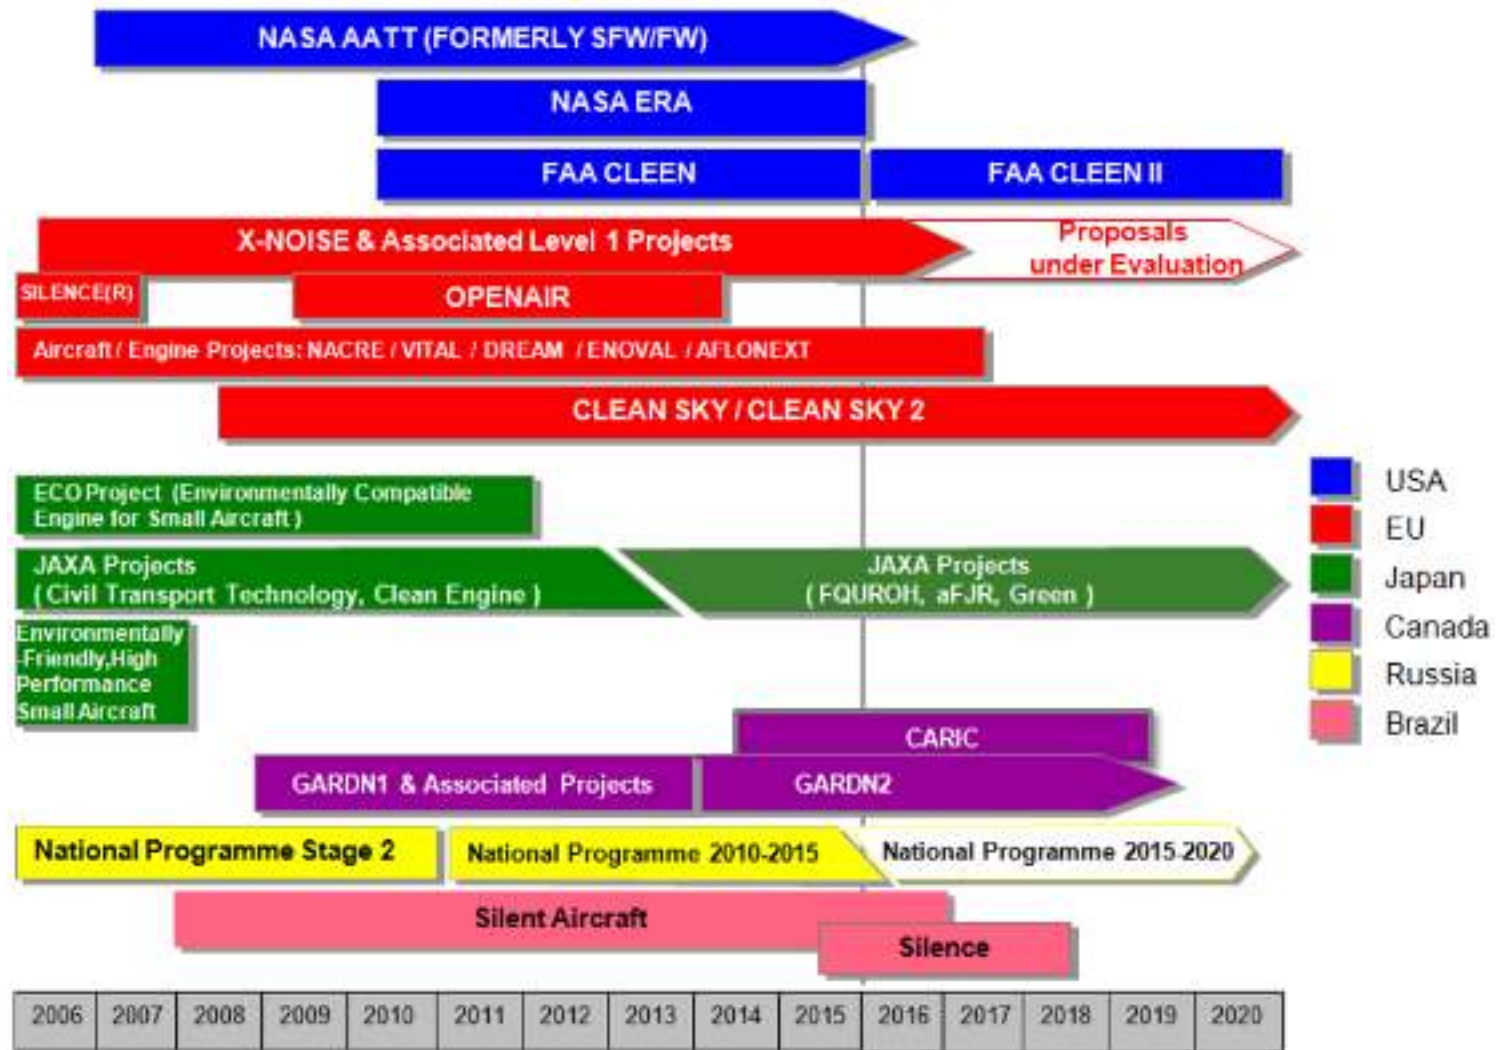 NASA AATT (FORMERLY SFW/FW)
NASA ERA
FAA CLEEN
FAA CLEEN II
X-NOISE & Associated Level 1 Projects
Proposals
under Evaluation
SILENCE(R)
OPENAIR
Aircraft / Engine Projects: NACRE / VITAL / DREAM / ENOVAL / AFLONEXT
CLEAN SKY / CLEAN SKY 2
ECO Project (Environmentally Compatible
Engine for Small Aircraft )
JAXA Projects
( Civil Transport Technology, Clean Engine )
JAXA Projects
( FQUROH, aFJR, Green )
Environmentally
-Friendly,High
Performance
Small Aircraft
CARIC
GARDN1 & Associated Projects
GARDN2
National Programme Stage 2
National Programme 2010-2015
National Programme 2015-2020
Silent Aircraft
Silence
USA
EU
Japan
Canada
Russia
Brazil
2006 2007 2008 2009 2010 2011 2012 2013 2014 2015 2016 2017 2018 2019 2020